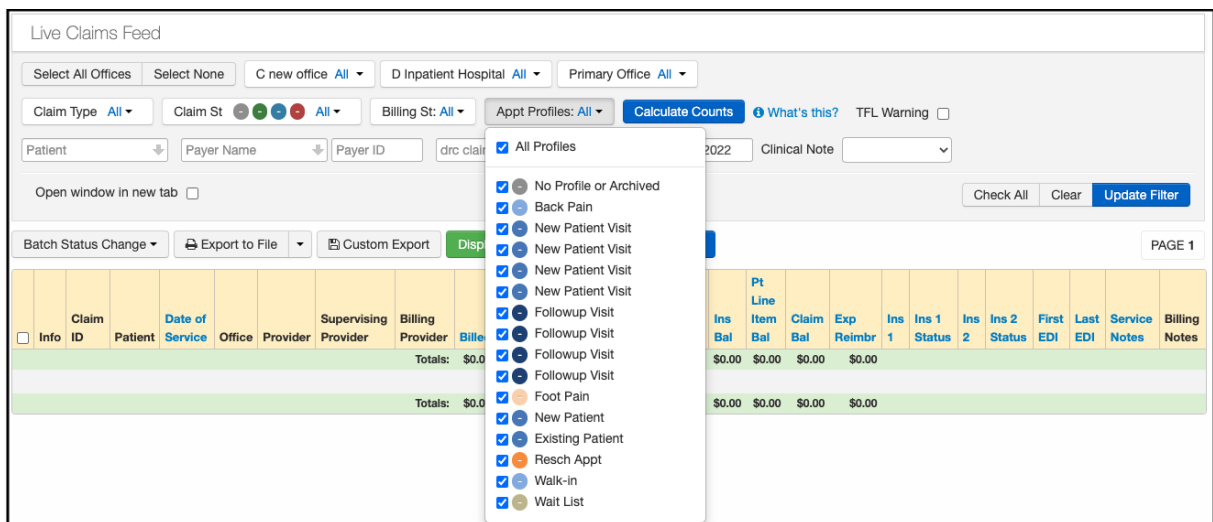 Live Claims Feed
Select All Offices Select None C new office All D Inpatient Hospital All Primary Office All
Claim Type All Claim St All Billing St: All Appt Profiles: All Calculate Counts What's this? TFL Warning
Patient Payer Name Payer ID drc clai 2022 Clinical Note
Open window in new tab Check All Clear Update Filter
All Profiles
No Profile or Archived
Back Pain
New Patient Visit
New Patient Visit
New Patient Visit
New Patient Visit
Followup Visit
Followup Visit
Followup Visit
Followup Visit
Foot Pain
New Patient
Existing Patient
Resch Appt
Walk-in
Wait List
Batch Status Change Export to File Custom Export Disp PAGE 1
Info Claim ID Patient Date of Service Office Provider Supervising Provider Billing Provider Bille Ins Bal Pt Line Item Bal Claim Bal Exp Reimbr Ins 1 Ins 1 Status Ins 2 Ins 2 Status First EDI Last EDI Service Notes Billing Notes
Totals: $0.0 $0.00 $0.00 $0.00 $0.00
Totals: $0.0 $0.00 $0.00 $0.00 $0.00